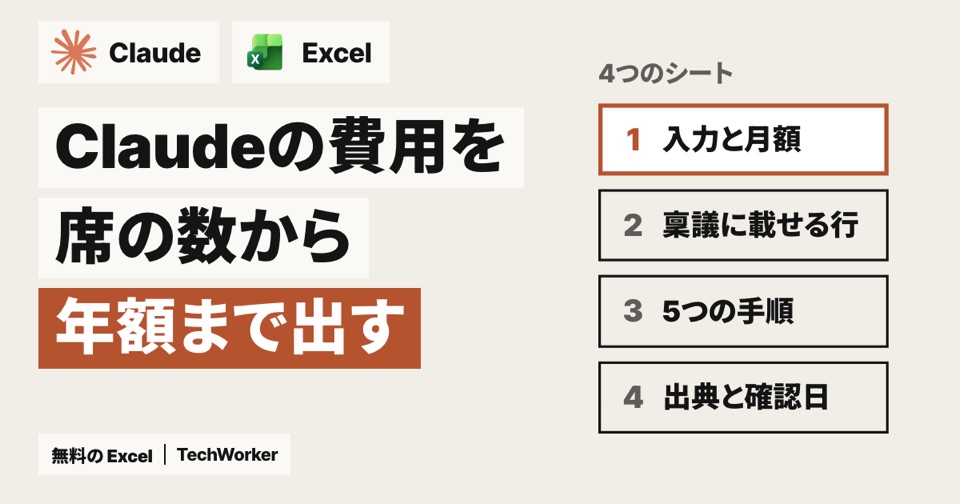 Claude
Excel
Claudeの費用を
席の数から
年額まで出す
無料の Excel | TechWorker
4つのシート
1 入力と月額
2 稟議に載せる行
3 5つの手順
4 出典と確認日